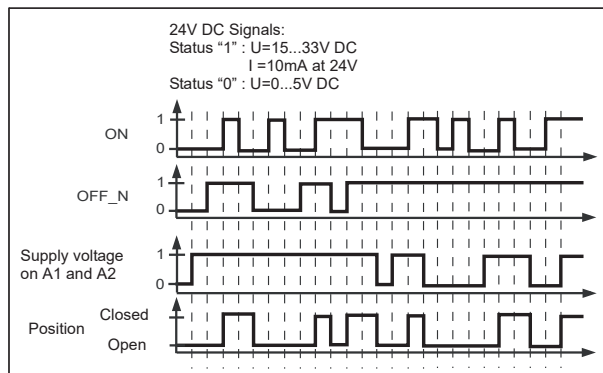 24V DC Signals:
Status “1” : U=15...33V DC
I =10mA at 24V
Status “0” : U=0...5V DC
ON
1
0
OFF_N
1
0
Supply voltage
on A1 and A2
1
0
Position
Closed
Open